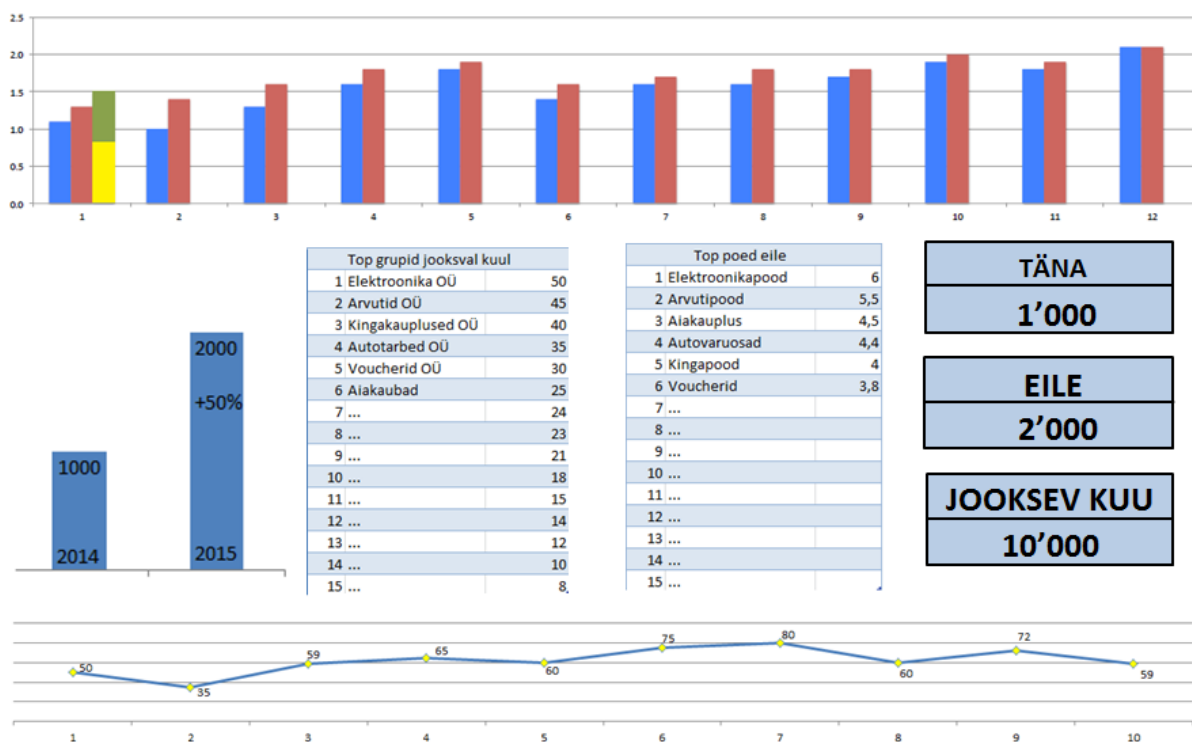 2.5
2.0
1.5
1.0
0.5
0.0
1 2 3 4 5 6 7 8 9 10 11 12
1000
2014
2000
+50%
2015
Top grupid jooksval kuul
1 Elektroonika OÜ 50
2 Arvutid OÜ 45
3 Kingakauplused OÜ 40
4 Autotarbed OÜ 35
5 Voucherid OÜ 30
6 Aiakaubad 25
7 ... 24
8 ... 23
9 ... 21
10 ... 18
11 ... 15
12 ... 14
13 ... 12
14 ... 10
15 ... 8
Top poed eile
1 Elektroonikapood 6
2 Arvutipood 5,5
3 Aiakauplus 4,5
4 Autovaruosad 4,4
5 Kingapood 4
6 Voucherid 3,8
7 ...
8 ...
9 ...
10 ...
11 ...
12 ...
13 ...
14 ...
15 ...
TÄNA
1’000
EILE
2’000
JOOKSEV KUU
10’000
50 35 59 65 60 75 80 60 72 59
1 2 3 4 5 6 7 8 9 10